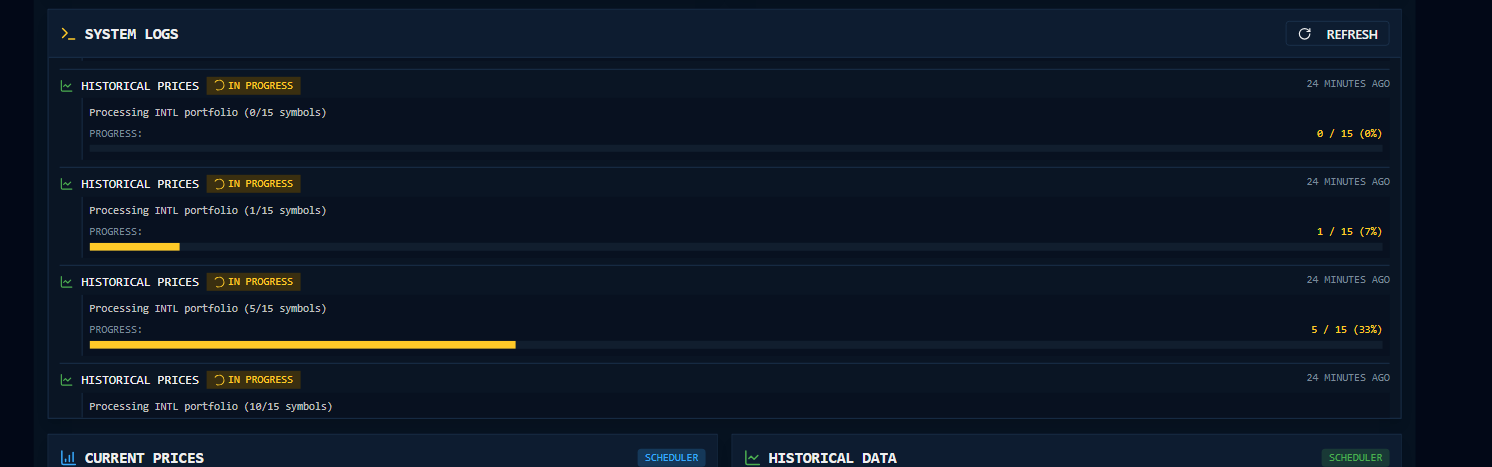 SYSTEM LOGS REFRESH
HISTORICAL PRICES IN PROGRESS 24 MINUTES AGO
Processing INTL portfolio (0/15 symbols)
PROGRESS: 0 / 15 (0%)
HISTORICAL PRICES IN PROGRESS 24 MINUTES AGO
Processing INTL portfolio (1/15 symbols)
PROGRESS: 1 / 15 (7%)
HISTORICAL PRICES IN PROGRESS 24 MINUTES AGO
Processing INTL portfolio (5/15 symbols)
PROGRESS: 5 / 15 (33%)
HISTORICAL PRICES IN PROGRESS 24 MINUTES AGO
Processing INTL portfolio (10/15 symbols)
CURRENT PRICES SCHEDULER HISTORICAL DATA SCHEDULER